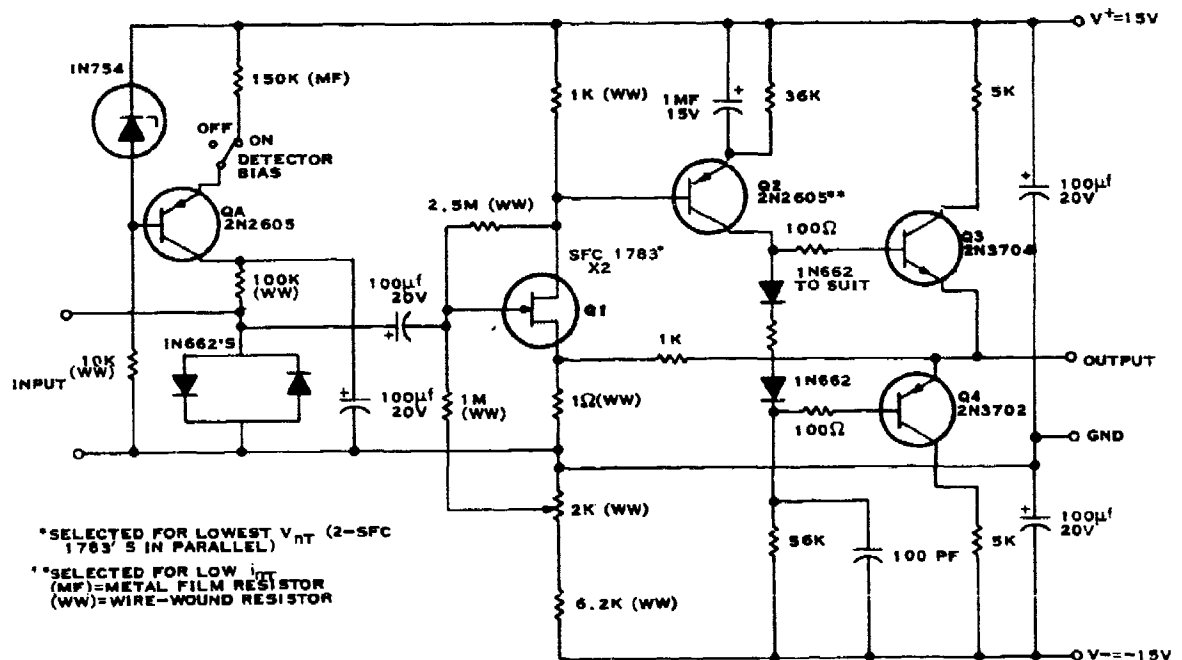 V+=15V
IN754
150K (MF)
OFF
ON
DETECTOR
BIAS
QA
2N2605
1K (WW)
1MF
15V
36K
5K
Q2
2N2605**
100μf
20V
2.5M (WW)
SFC 1783*
X2
Q1
100Ω
Q3
2N3704
1N662
TO SUIT
100K
(WW)
100μf
20V
IN662'S
10K
(WW)
INPUT
1K
OUTPUT
100μf
20V
1M
(WW)
1Ω(WW)
1N662
100Ω
Q4
2N3702
GND
2K (WW)
100μf
20V
56K
100 PF
5K
6.2K (WW)
*SELECTED FOR LOWEST VnT (2-SFC
1783'S IN PARALLEL)
**SELECTED FOR LOW inT
(MF)=METAL FILM RESISTOR
(WW)=WIRE-WOUND RESISTOR
V-=-15V